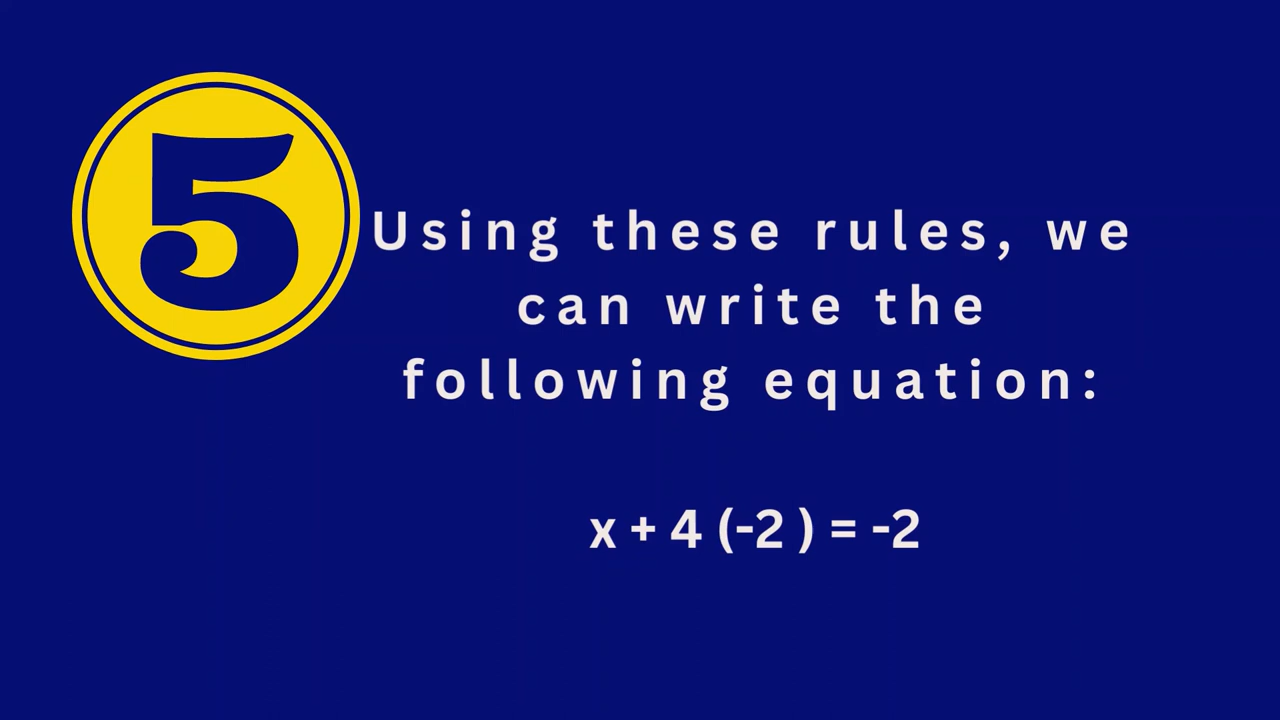 5
Using these rules, we
can write the
following equation:
x + 4 (-2 ) = -2